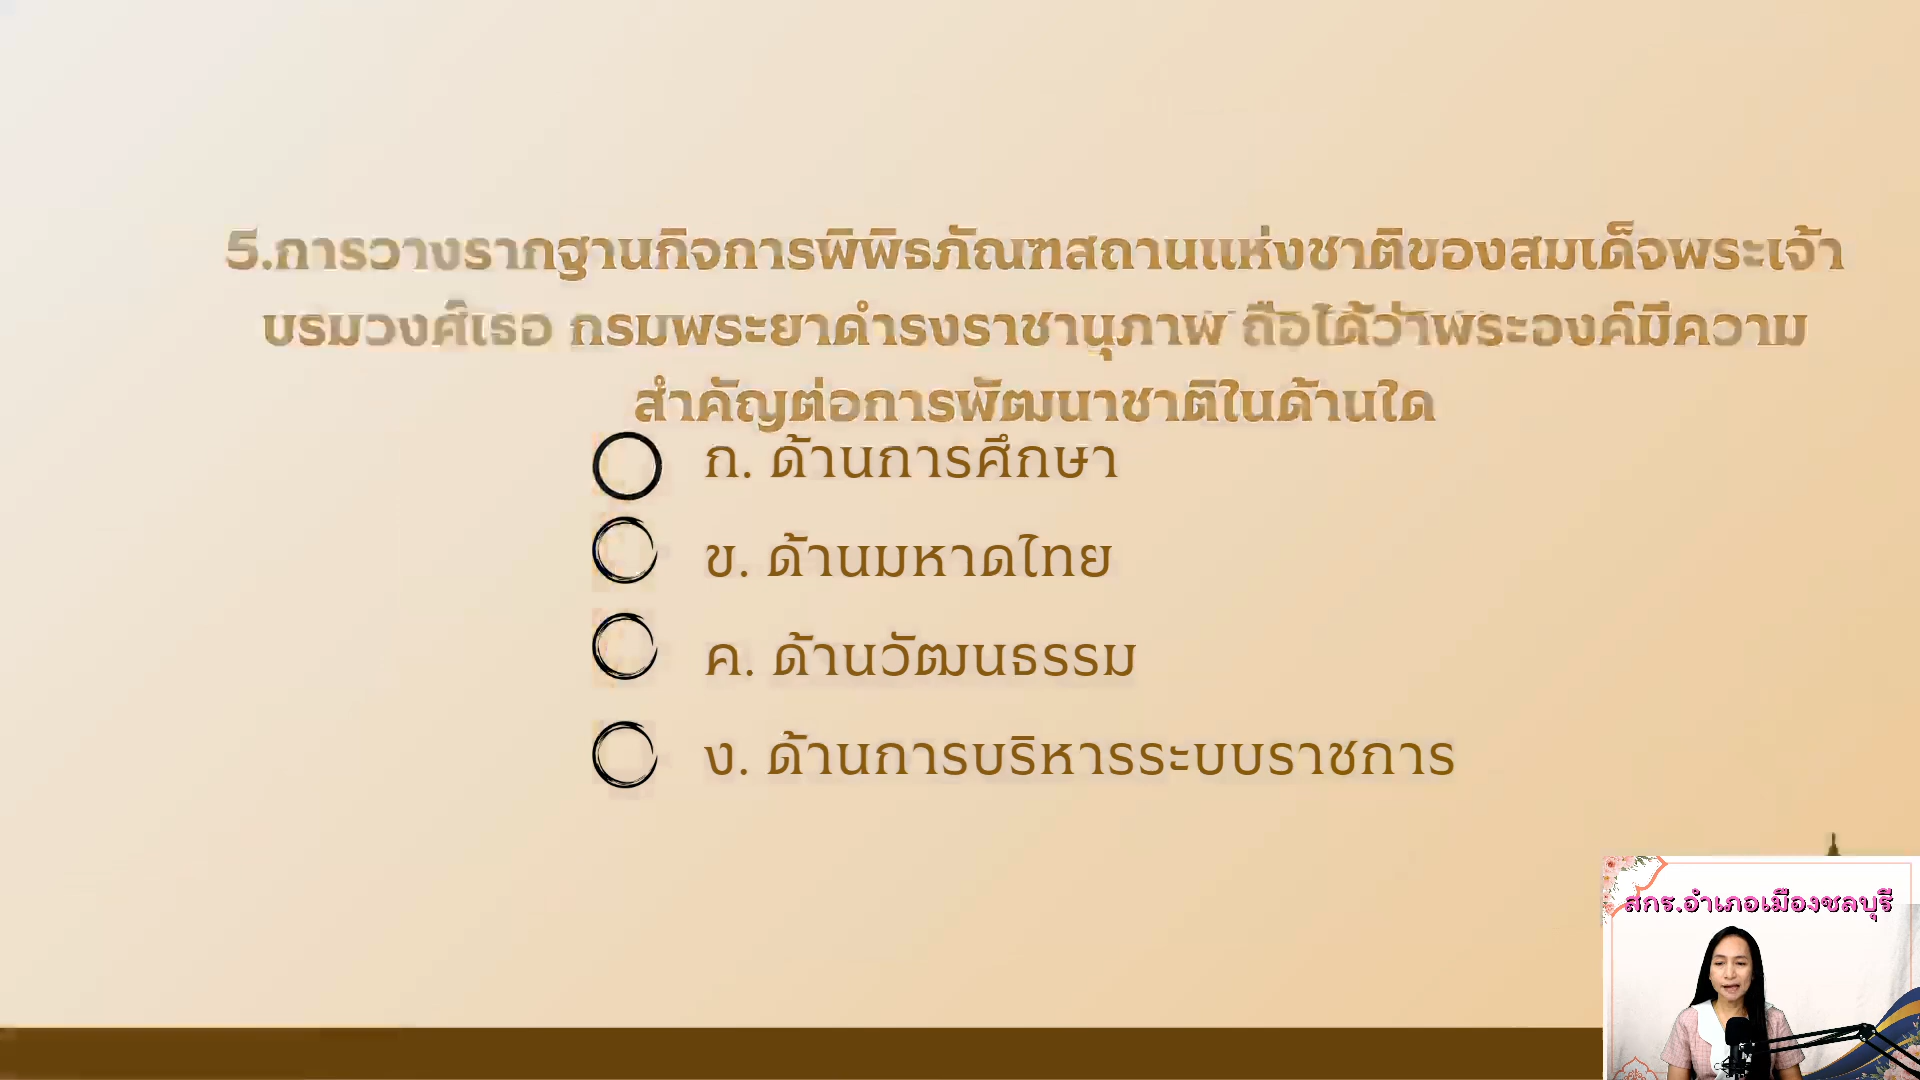 5.การวางรากฐานกิจการพิพิธภัณฑสถานแห่งชาติของสมเด็จพระเจ้า
บรมวงศ์เธอ กรมพระยาดำรงราชานุภาพ ถือได้ว่าพระองค์มีความ
สำคัญต่อการพัฒนาชาติในด้านใด
ก. ด้านการศึกษา
ข. ด้านมหาดไทย
ค. ด้านวัฒนธรรม
ง. ด้านการบริหารระบบราชการ
สกร.อำเภอเมืองชลบุรี